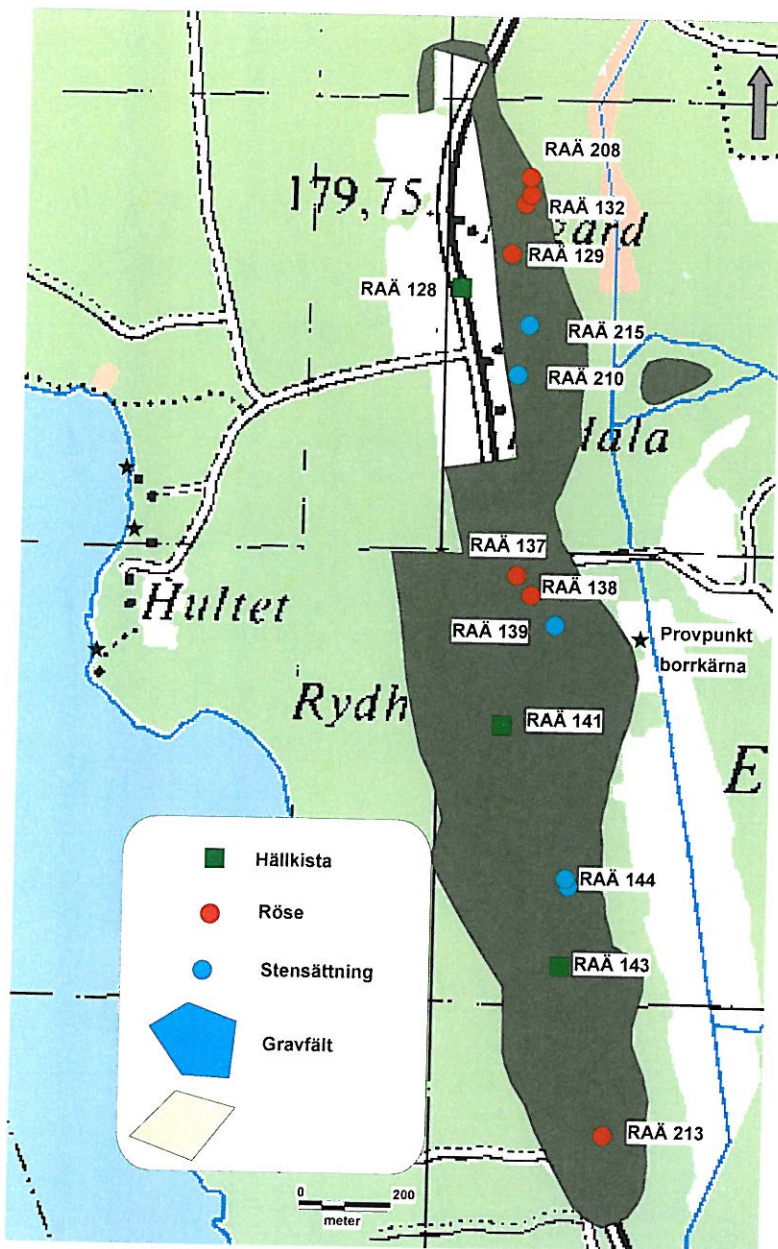 RAÄ 208
179,75.
RAÄ 132
RAÄ 129
RAÄ 128
RAÄ 215
RAÄ 210
RAÄ 137
RAÄ 138
Hultet
RAÄ 139
Provpunkt
borrkärna
Rydh
RAÄ 141
E
Hällkista
RAÄ 144
Röse
Stensättning
RAÄ 143
Gravfält
RAÄ 213
0 200
meter